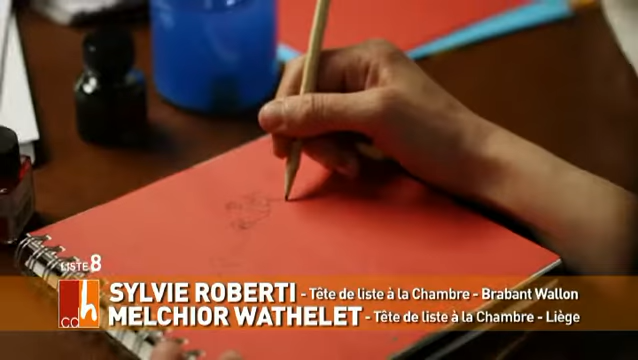 LISTE 8
cdh
SYLVIE ROBERTI - Tête de liste à la Chambre - Brabant Wallon
MELCHIOR WATHELET - Tête de liste à la Chambre - Liège